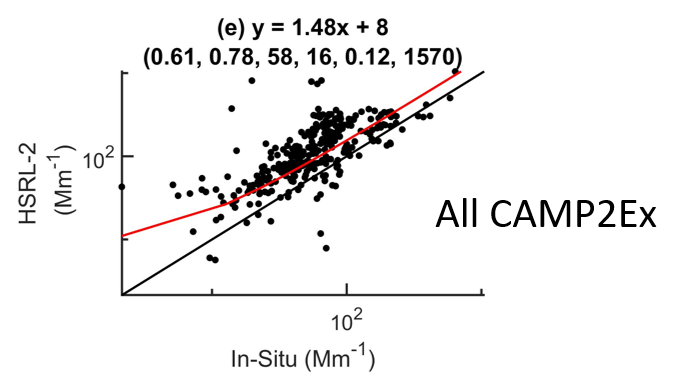 (e) y = 1.48x + 8
(0.61, 0.78, 58, 16, 0.12, 1570)
HSRL-2
(Mm⁻¹)
10²
All CAMP2Ex
10²
In-Situ (Mm⁻¹)